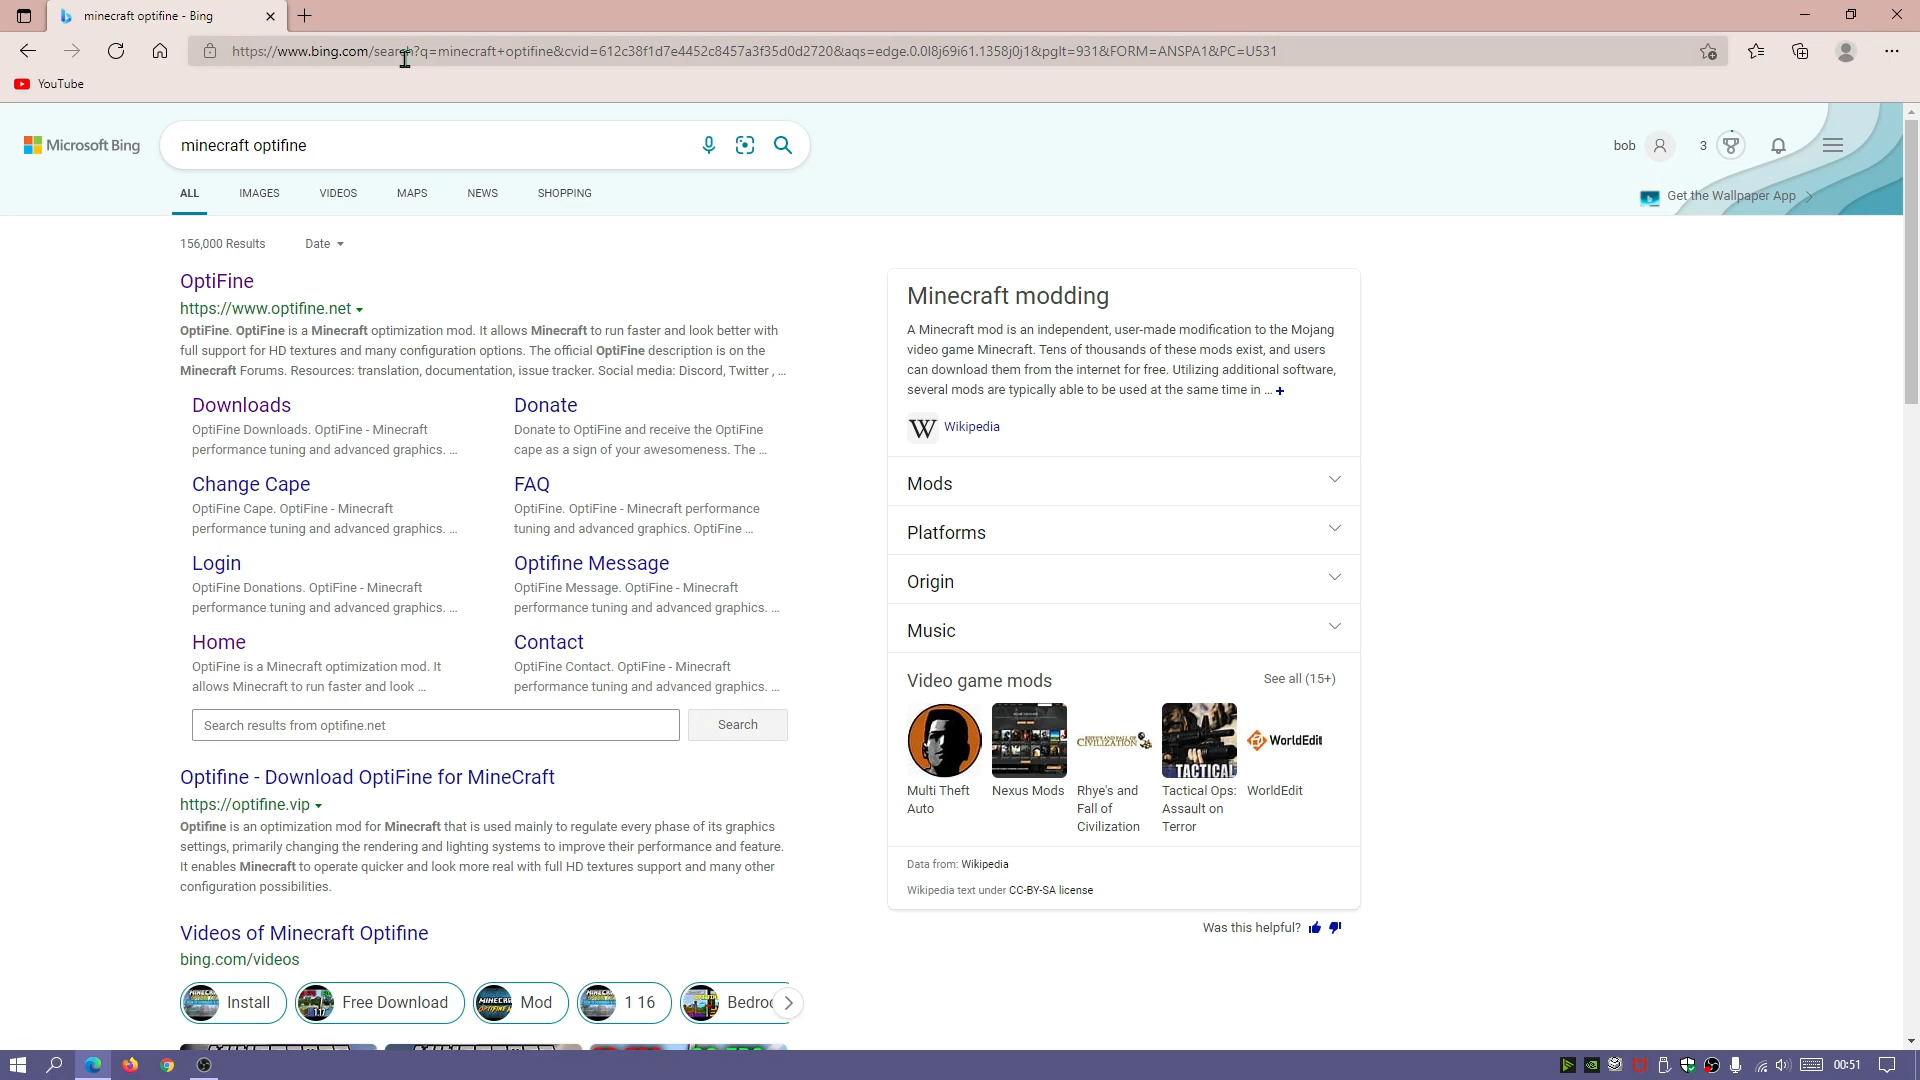 minecraft optifine - Bing
https://www.bing.com/search?q=minecraft+optifine&cvid=612c38f1d7e4452c8457a3f35d0d2720&aqs=edge.0.0l8j69i61.1358j0j1&pglt=931&FORM=ANSPA1&PC=U531
YouTube
Microsoft Bing
minecraft optifine
bob
3
ALL
IMAGES
VIDEOS
MAPS
NEWS
SHOPPING
Get the Wallpaper App
156,000 Results
Date
OptiFine
https://www.optifine.net
OptiFine. OptiFine is a Minecraft optimization mod. It allows Minecraft to run faster and look better with
full support for HD textures and many configuration options. The official OptiFine description is on the
Minecraft Forums. Resources: translation, documentation, issue tracker. Social media: Discord, Twitter , ...
Downloads
OptiFine Downloads. OptiFine - Minecraft
performance tuning and advanced graphics. ...
Donate
Donate to OptiFine and receive the OptiFine
cape as a sign of your awesomeness. The ...
Change Cape
OptiFine Cape. OptiFine - Minecraft
performance tuning and advanced graphics. ...
FAQ
OptiFine. OptiFine - Minecraft performance
tuning and advanced graphics. OptiFine ...
Login
OptiFine Donations. OptiFine - Minecraft
performance tuning and advanced graphics. ...
Optifine Message
OptiFine Message. OptiFine - Minecraft
performance tuning and advanced graphics. ...
Home
OptiFine is a Minecraft optimization mod. It
allows Minecraft to run faster and look ...
Contact
OptiFine Contact. OptiFine - Minecraft
performance tuning and advanced graphics. ...
Search results from optifine.net
Search
Optifine - Download OptiFine for MineCraft
https://optifine.vip
Optifine is an optimization mod for Minecraft that is used mainly to regulate every phase of its graphics
settings, primarily changing the rendering and lighting systems to improve their performance and feature.
It enables Minecraft to operate quicker and look more real with full HD textures support and many other
configuration possibilities.
Videos of Minecraft Optifine
bing.com/videos
Install
Free Download
Mod
1 16
Bedroc
Minecraft modding
A Minecraft mod is an independent, user-made modification to the Mojang
video game Minecraft. Tens of thousands of these mods exist, and users
can download them from the internet for free. Utilizing additional software,
several mods are typically able to be used at the same time in ... +
W Wikipedia
Mods
Platforms
Origin
Music
Video game mods
See all (15+)
RHYE'S AND FALL OF
CIVILIZATION
TACTICAL
WorldEdit
Multi Theft
Auto
Nexus Mods
Rhye's and
Fall of
Civilization
Tactical Ops:
Assault on
Terror
WorldEdit
Data from: Wikipedia
Wikipedia text under CC-BY-SA license
Was this helpful?
00:51